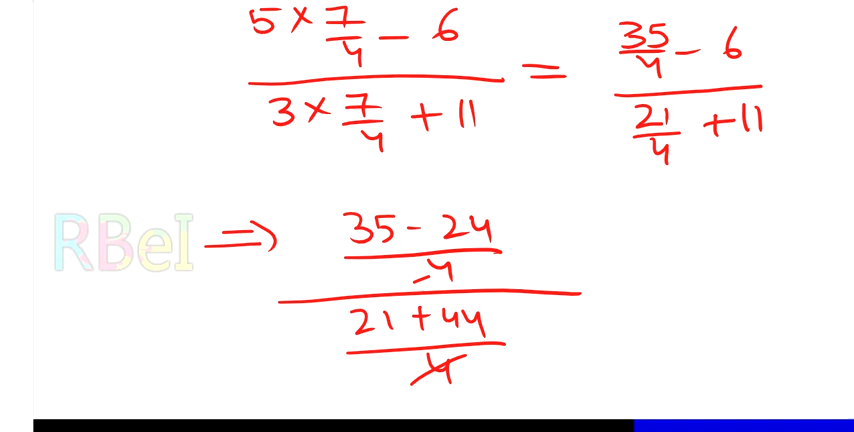 5 × 7/4 - 6 / 3 × 7/4 + 11 = 35/4 - 6 / 21/4 + 11
RBeI
⇒ 35 - 24 / 4 / 21 + 44 / 4